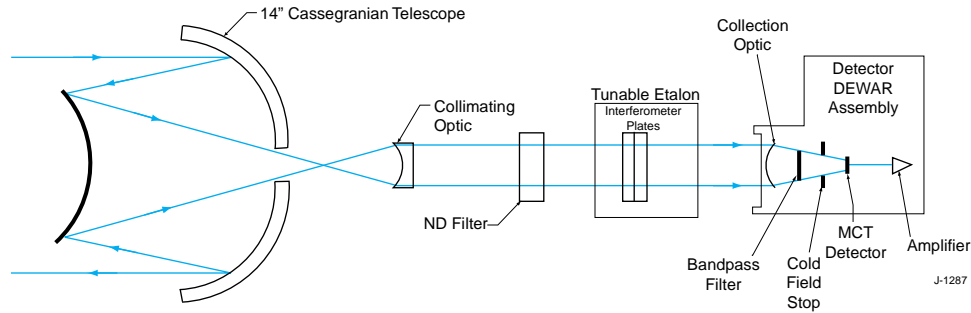 14” Cassegranian Telescope
Collection
Optic
Detector
DEWAR
Assembly
Tunable Etalon
Interferometer
Plates
Collimating
Optic
ND Filter
MCT
Detector
Amplifier
Bandpass
Filter
Cold
Field
Stop
J-1287